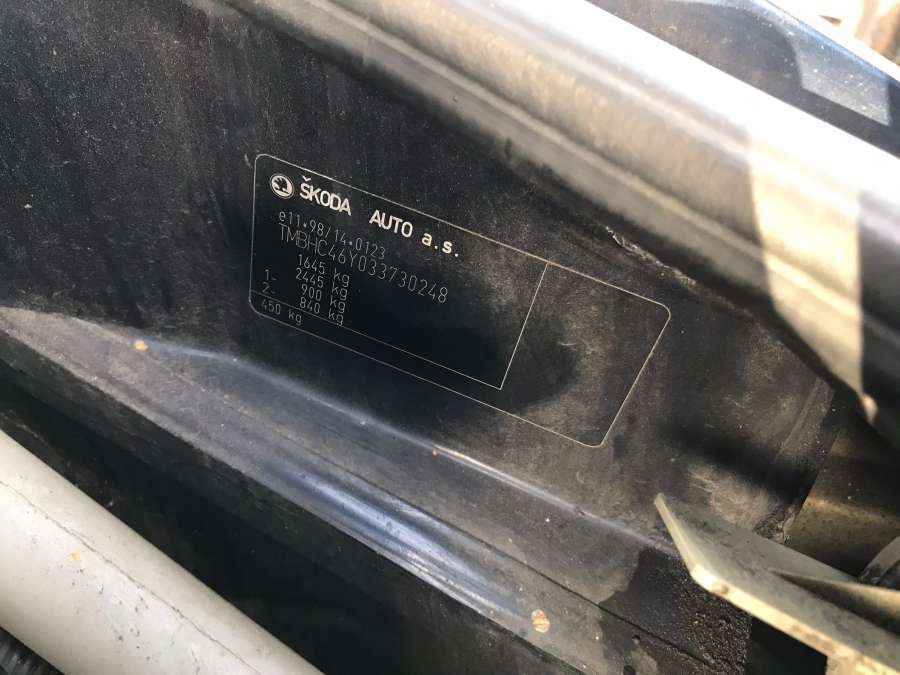 ŠKODA AUTO a.s.
e11*98/14*0123
TMBHC46Y033730248
1645 kg
2445 kg
1- 900 kg
2- 840 kg
450 kg